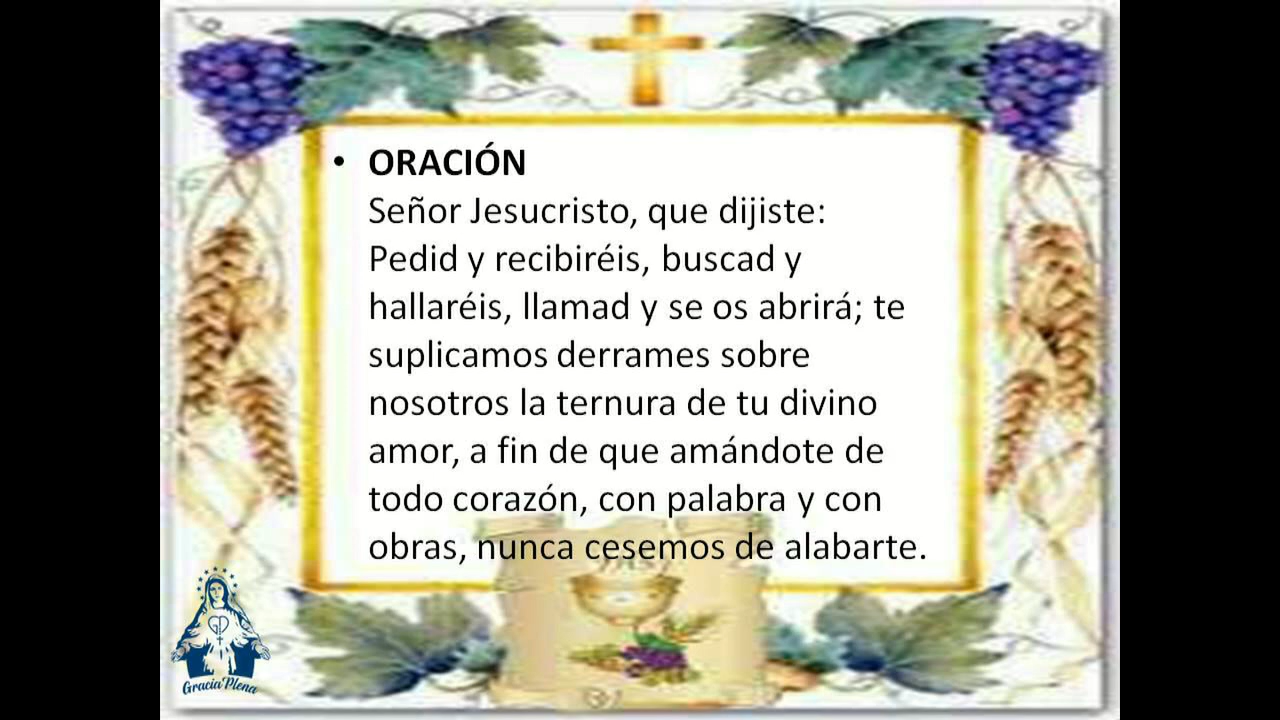 • ORACIÓN
Señor Jesucristo, que dijiste:
Pedid y recibiréis, buscad y
hallaréis, llamad y se os abrirá; te
suplicamos derrames sobre
nosotros la ternura de tu divino
amor, a fin de que amándote de
todo corazón, con palabra y con
obras, nunca cesemos de alabarte.
Gracia Plena